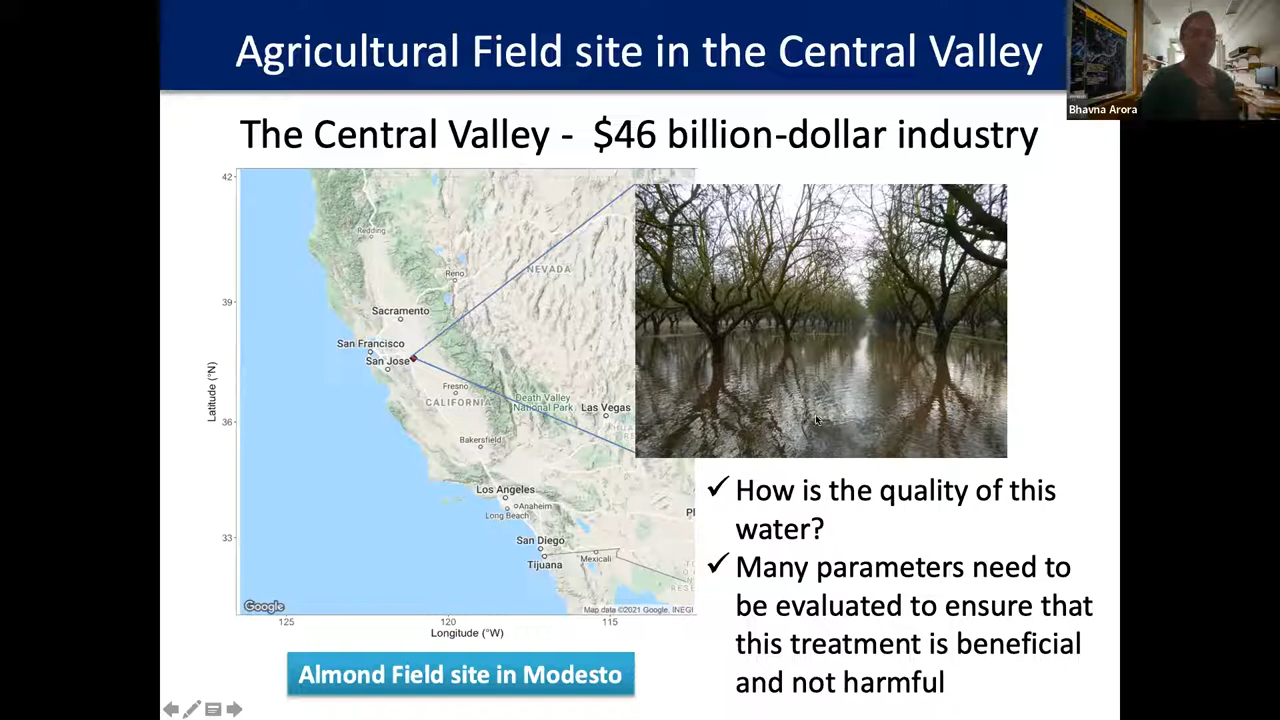 Agricultural Field site in the Central Valley
Bhavna Arora
The Central Valley - $46 billion-dollar industry
42
39
36
33
Latitude (°N)
Redding
Reno
NEVADA
Sacramento
San Francisco
San Jose
Fresno
CALIFORNIA
Death Valley
National Park
Las Vegas
Bakersfield
Los Angeles
Anaheim
Long Beach
San Diego
Tijuana
Mexicali
Google
Map data ©2021 Google, INEGI
125
120
115
Longitude (°W)
✓ How is the quality of this
water?
✓ Many parameters need to
be evaluated to ensure that
this treatment is beneficial
and not harmful
Almond Field site in Modesto